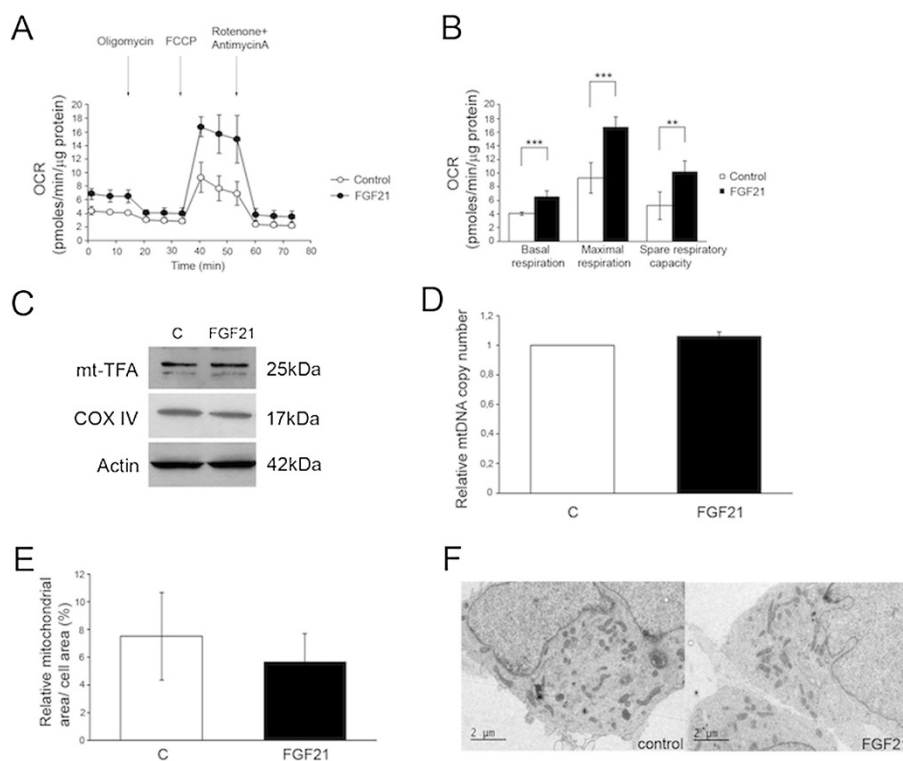 A
Oligomycin
FCCP
Rotenone+
AntimycinA
OCR
(pmoles/min/µg protein)
20
18
16
14
12
10
8
6
4
2
0
0
10
20
30
40
50
60
70
80
Time (min)
Control
FGF21
B
OCR
(pmoles/min/µg protein)
20
18
16
14
12
10
8
6
4
2
0
***
***
**
Control
FGF21
Basal
respiration
Maximal
respiration
Spare respiratory
capacity
C
C
FGF21
mt-TFA
25kDa
COX IV
17kDa
Actin
42kDa
D
Relative mtDNA copy number
1,2
1
0,8
0,6
0,4
0,2
0
C
FGF21
E
Relative mitochondrial
area/ cell area (%)
12
10
8
6
4
2
0
C
FGF21
F
2 µm
control
2 µm
FGF21